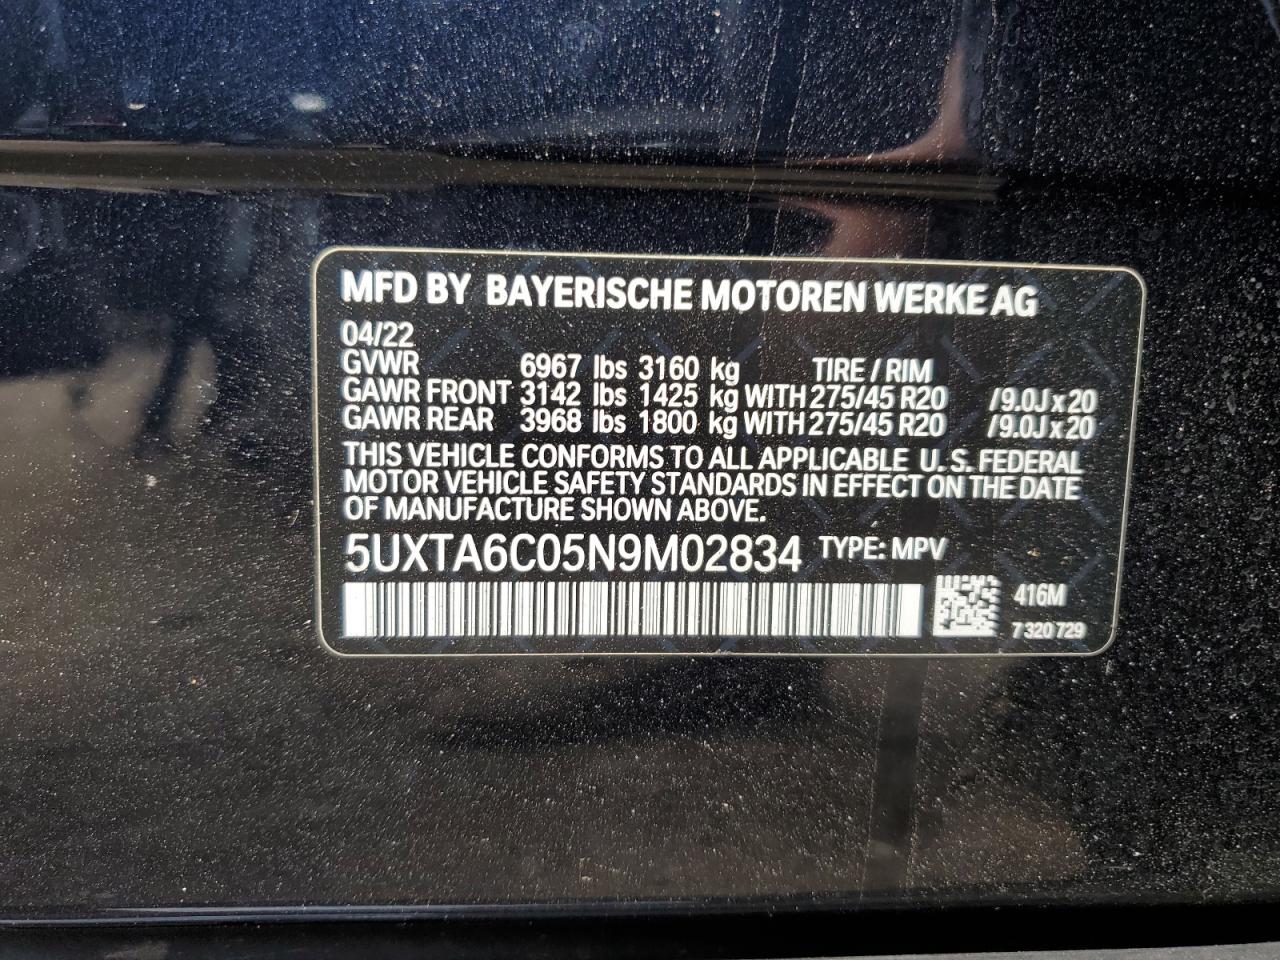 MFD BY BAYERISCHE MOTOREN WERKE AG
04/22
GVWR 6967 lbs 3160 kg TIRE / RIM
GAWR FRONT 3142 lbs 1425 kg WITH 275/45 R20 / 9.0J x 20
GAWR REAR 3968 lbs 1800 kg WITH 275/45 R20 / 9.0J x 20
THIS VEHICLE CONFORMS TO ALL APPLICABLE U.S. FEDERAL
MOTOR VEHICLE SAFETY STANDARDS IN EFFECT ON THE DATE
OF MANUFACTURE SHOWN ABOVE.
5UXTA6C05N9M02834 TYPE: MPV
416M
7 320 729